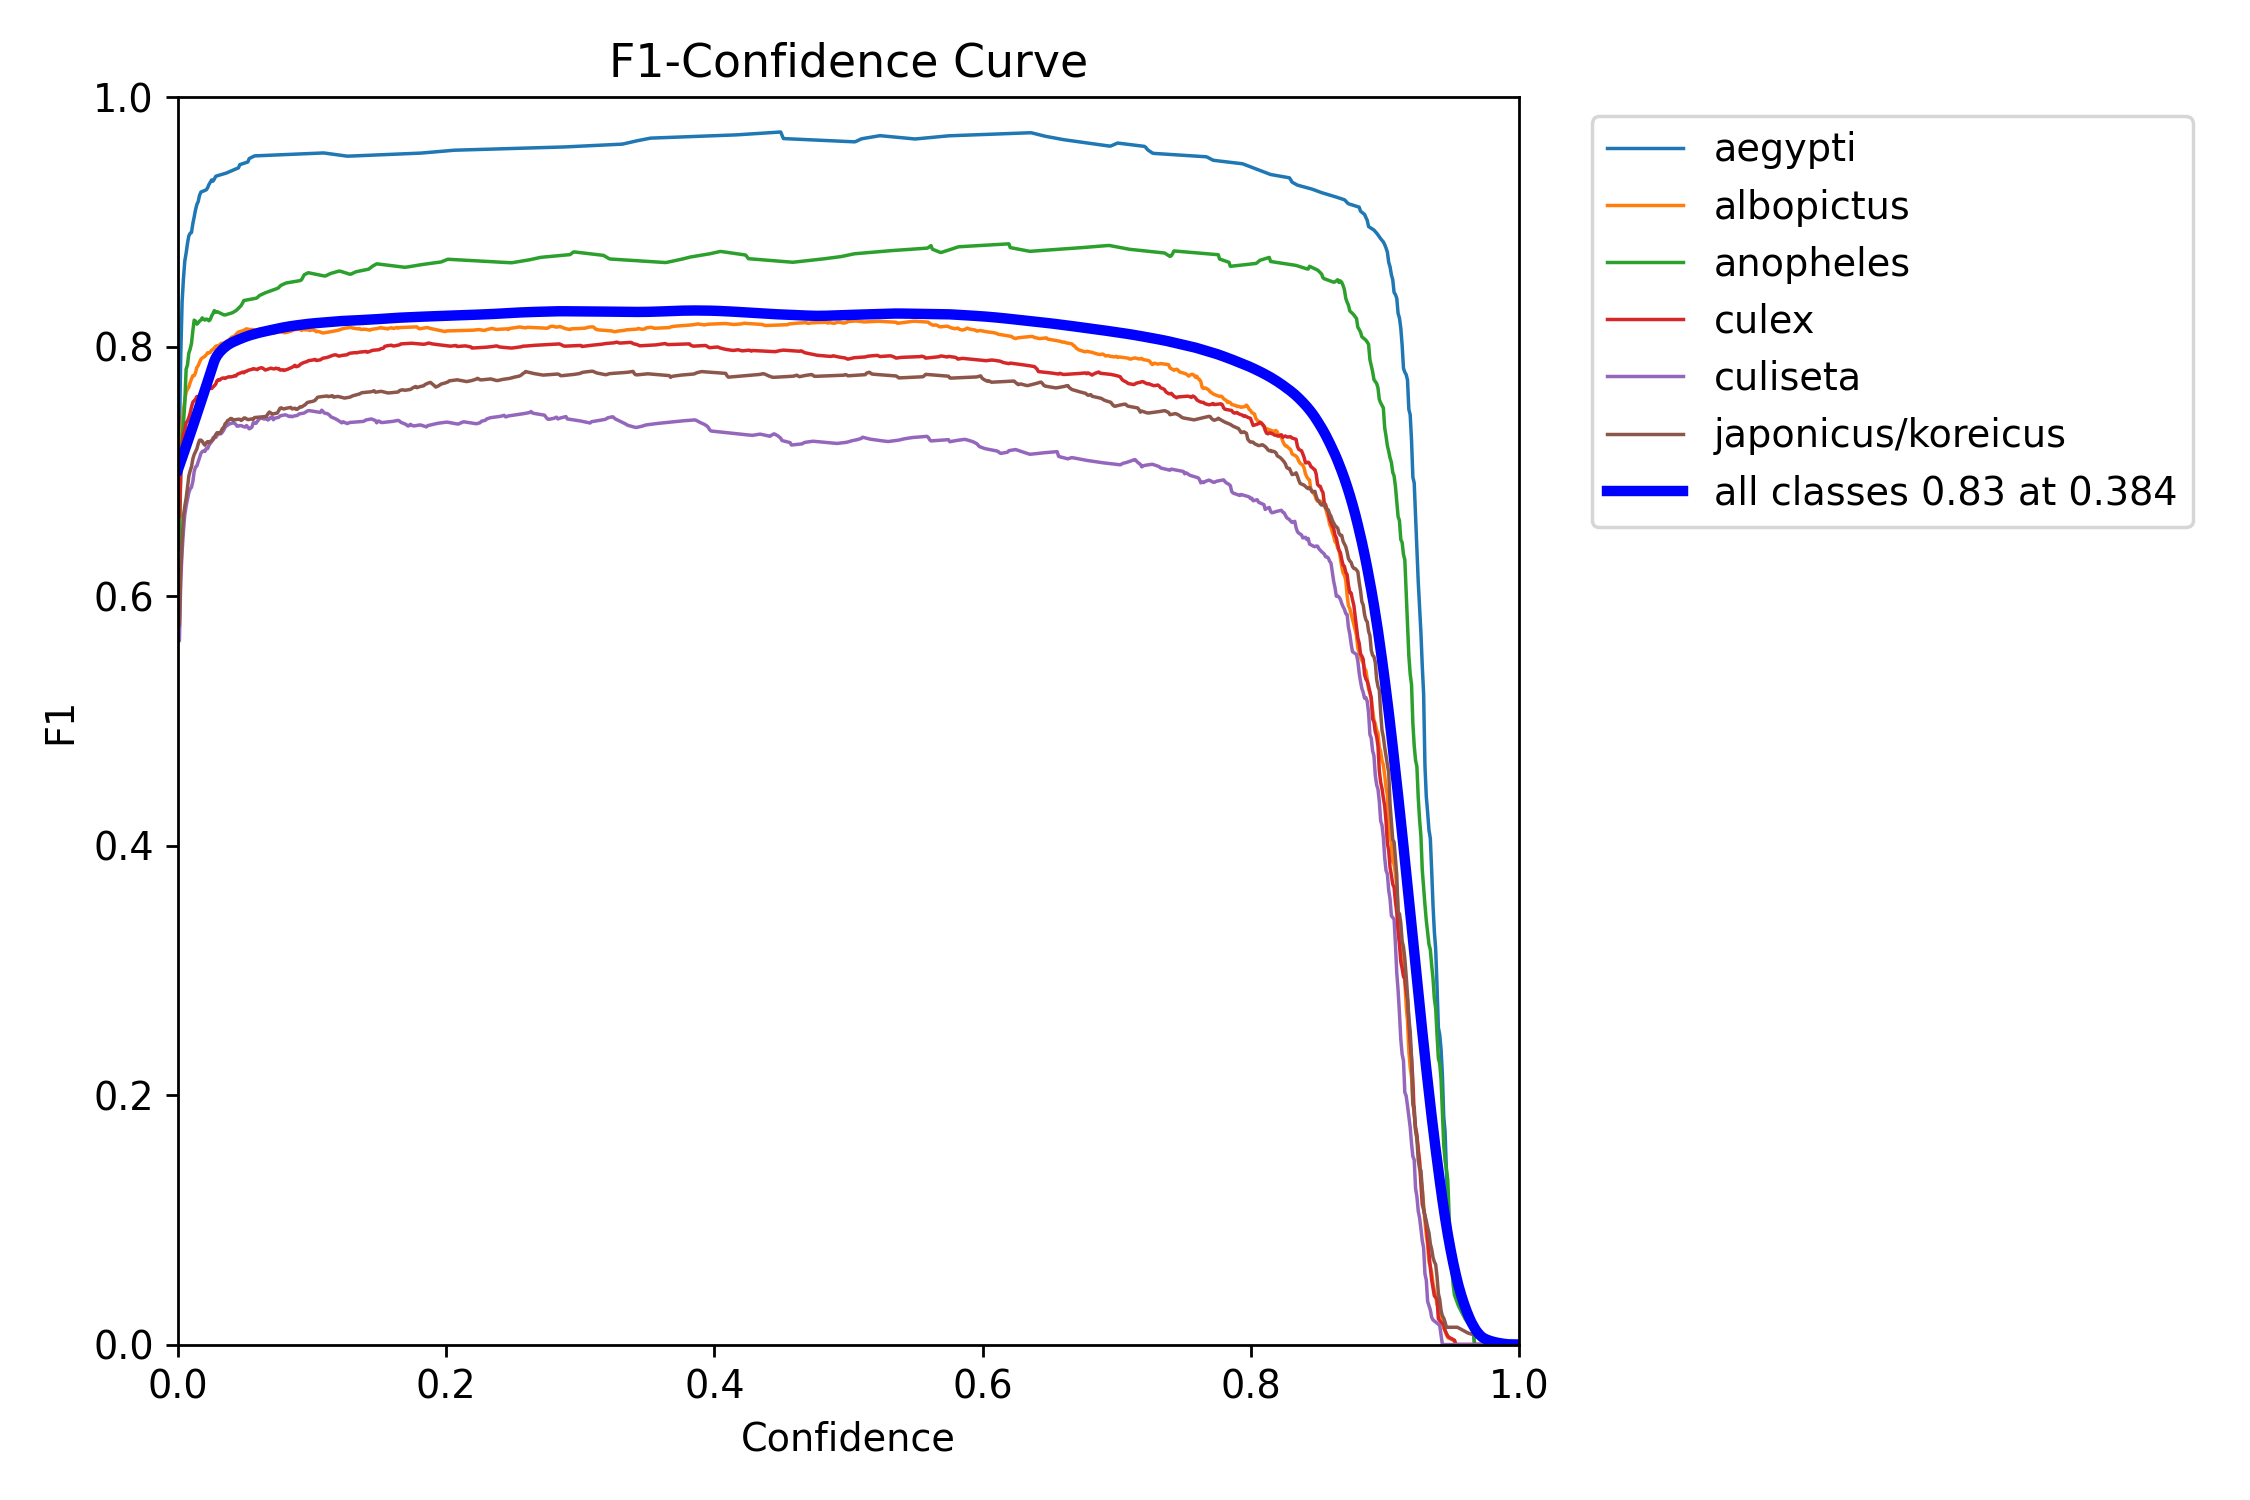 F1-Confidence Curve
1.0
0.8
0.6
0.4
0.2
0.0
F1
0.0 0.2 0.4 0.6 0.8 1.0
Confidence
aegypti
albopictus
anopheles
culex
culiseta
japonicus/koreicus
all classes 0.83 at 0.384